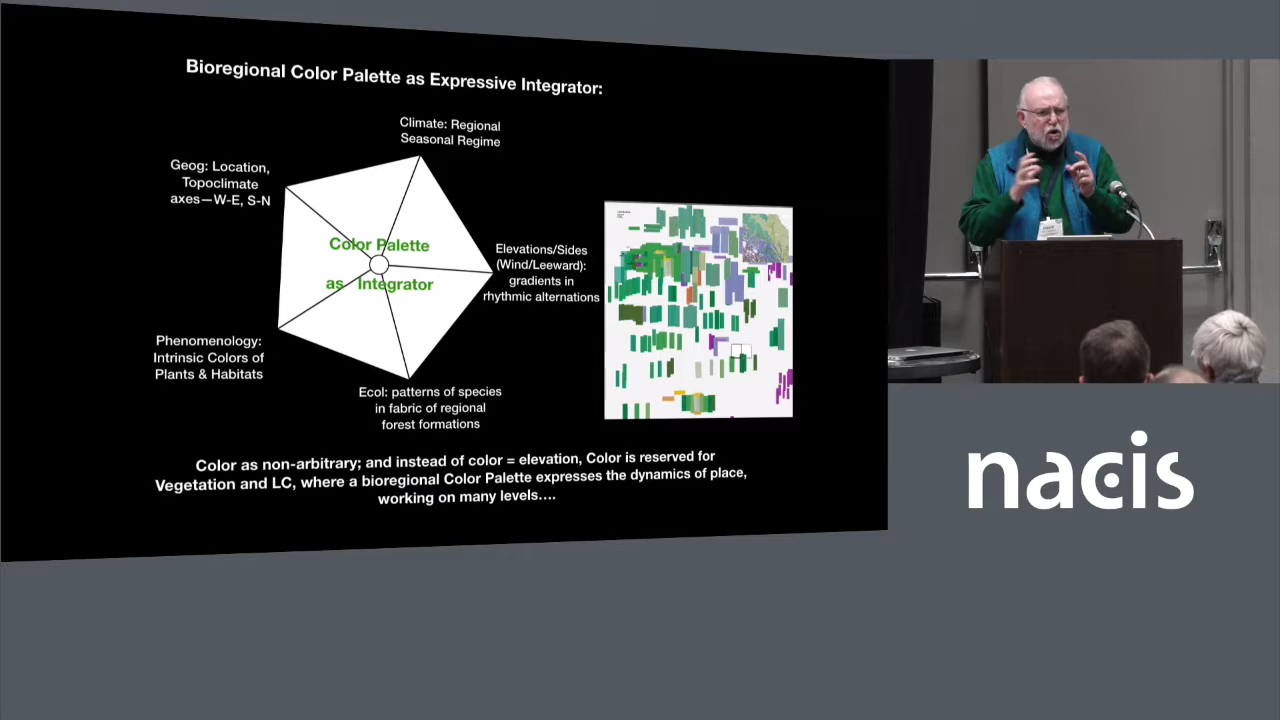 Bioregional Color Palette as Expressive Integrator:
Climate: Regional
Seasonal Regime
Geog: Location,
Topoclimate
axes—W-E, S-N
Color Palette
as Integrator
Elevations/Sides
(Wind/Leeward):
gradients in
rhythmic alternations
Phenomenology:
Intrinsic Colors of
Plants & Habitats
Ecol: patterns of species
in fabric of regional
forest formations
Color as non-arbitrary; and instead of color = elevation, Color is reserved for
Vegetation and LC, where a bioregional Color Palette expresses the dynamics of place,
working on many levels....
nacis